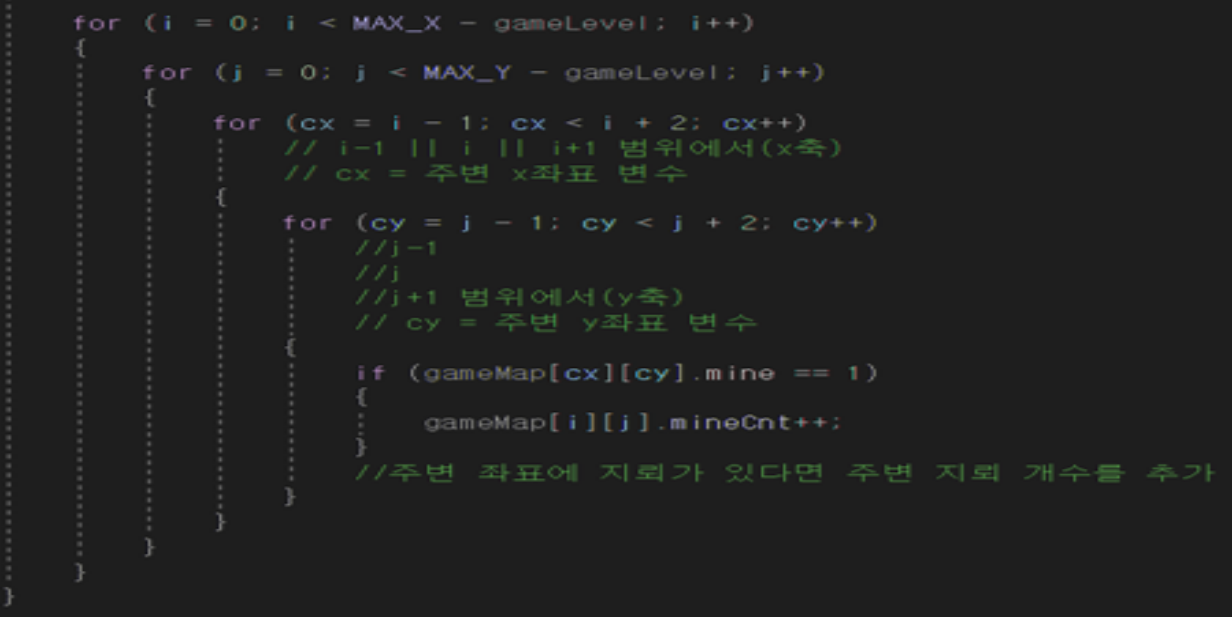 for (i = 0; i < MAX_X - gameLevel; i++)
{
for (j = 0; j < MAX_Y - gameLevel; j++)
{
for (cx = i - 1; cx < i + 2; cx++)
// i-1 || i || i+1 범위에서(x축)
// cx = 주변 x좌표 변수
{
for (cy = j - 1; cy < j + 2; cy++)
//j-1
//j
//j+1 범위에서(y축)
// cy = 주변 y좌표 변수
{
if (gameMap[cx][cy].mine == 1)
{
gameMap[i][j].mineCnt++;
}
//주변 좌표에 지뢰가 있다면 주변 지뢰 개수를 추가
}
}
}
}
}